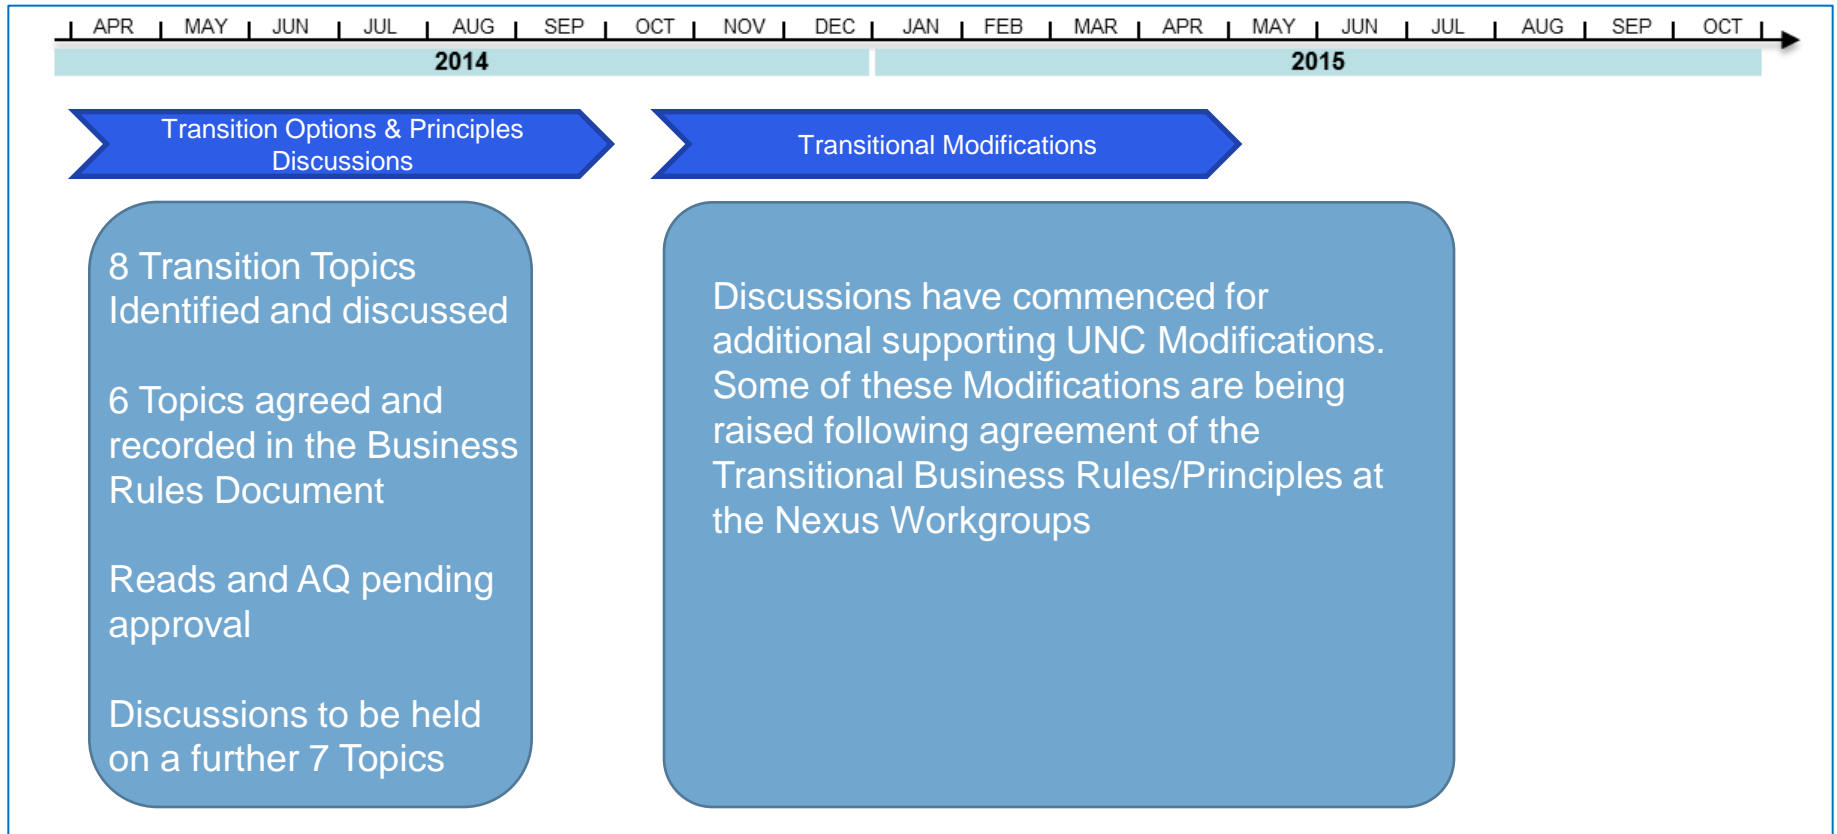 APR MAY JUN JUL AUG SEP OCT NOV DEC JAN FEB MAR APR MAY JUN JUL AUG SEP OCT
2014 2015
Transition Options & Principles
Discussions
Transitional Modifications
8 Transition Topics
Identified and discussed
6 Topics agreed and
recorded in the Business
Rules Document
Reads and AQ pending
approval
Discussions to be held
on a further 7 Topics
Discussions have commenced for
additional supporting UNC Modifications.
Some of these Modifications are being
raised following agreement of the
Transitional Business Rules/Principles at
the Nexus Workgroups